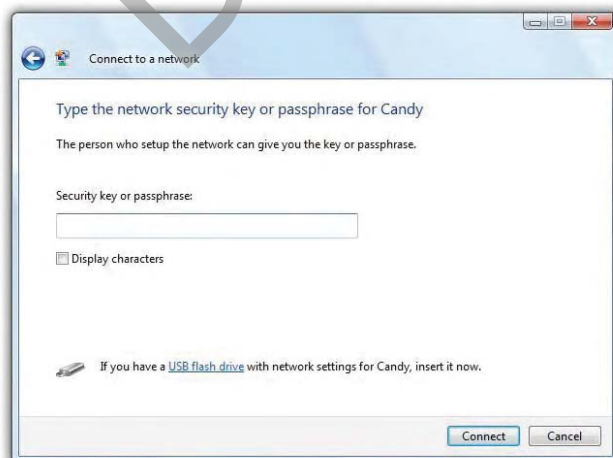 Connect to a network
Type the network security key or passphrase for Candy
The person who setup the network can give you the key or passphrase.
Security key or passphrase:
Display characters
If you have a USB flash drive with network settings for Candy, insert it now.
Connect Cancel